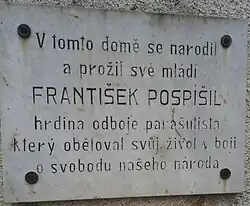 V tomto domě se narodil
a prožil své mládí
FRANTIŠEK POSPÍŠIL
hrdina odboje parašutista
který obětoval svůj život v boji
o svobodu našeho národa